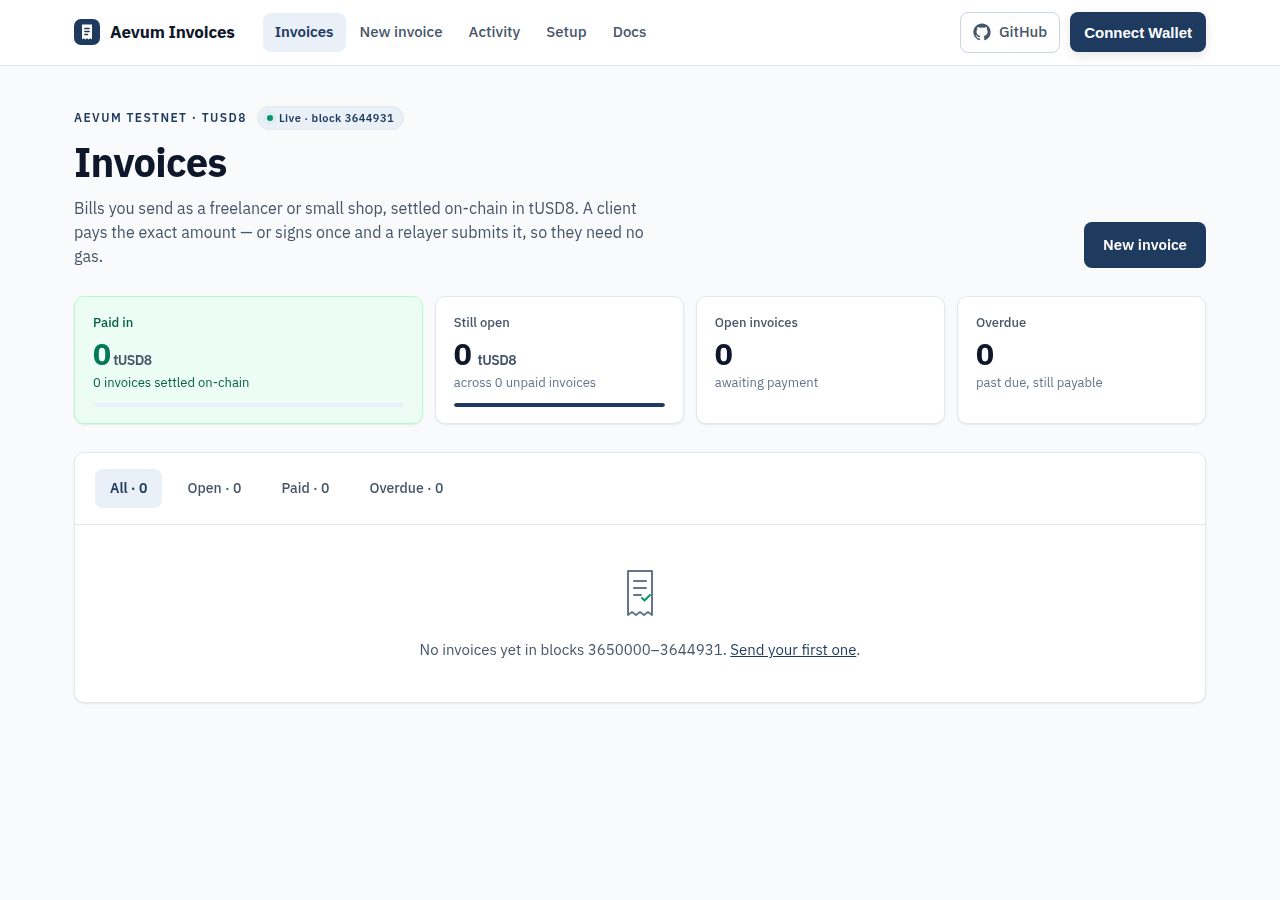 Aevum Invoices
Invoices
New invoice
Activity
Setup
Docs
GitHub
Connect Wallet
AEVUM TESTNET · TUSD8
Live · block 3644931
Invoices
Bills you send as a freelancer or small shop, settled on-chain in tUSD8. A client
pays the exact amount — or signs once and a relayer submits it, so they need no
gas.
New invoice
Paid in
0 tUSD8
0 invoices settled on-chain
Still open
0 tUSD8
across 0 unpaid invoices
Open invoices
0
awaiting payment
Overdue
0
past due, still payable
All · 0
Open · 0
Paid · 0
Overdue · 0
No invoices yet in blocks 3650000–3644931. Send your first one.